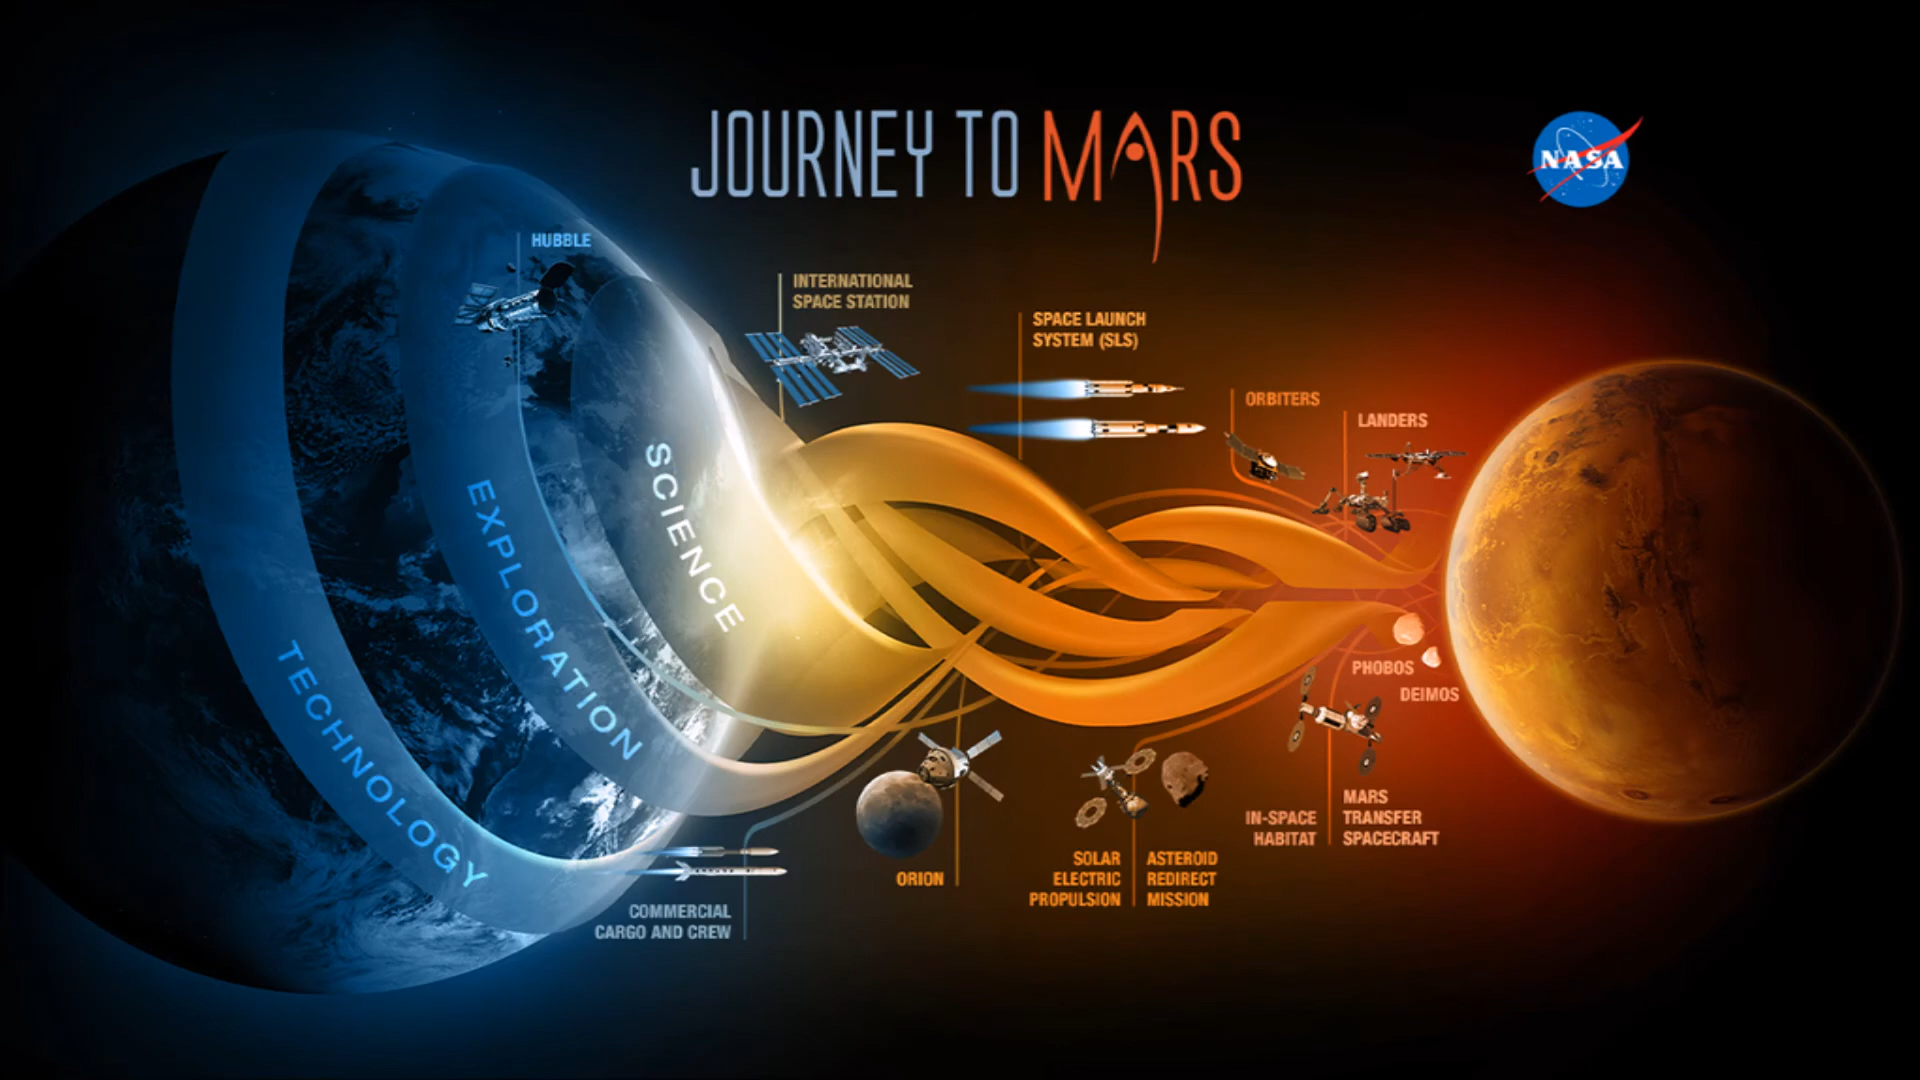 JOURNEY TO MARS
NASA
HUBBLE
INTERNATIONAL
SPACE STATION
SPACE LAUNCH
SYSTEM (SLS)
ORBITERS
LANDERS
SCIENCE
EXPLORATION
TECHNOLOGY
PHOBOS
DEIMOS
COMMERCIAL
CARGO AND CREW
ORION
SOLAR
ELECTRIC
PROPULSION
ASTEROID
REDIRECT
MISSION
IN-SPACE
HABITAT
MARS
TRANSFER
SPACECRAFT